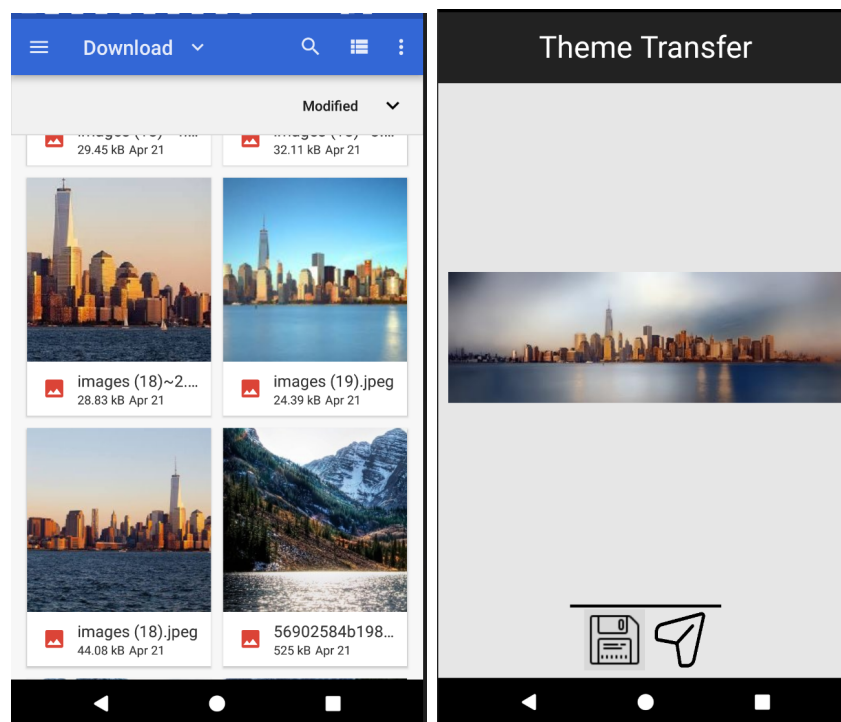 Download
Modified
29.45 kB Apr 21
32.11 kB Apr 21
images (18)~2....
28.83 kB Apr 21
images (19).jpeg
24.39 kB Apr 21
images (18).jpeg
44.08 kB Apr 21
56902584b198...
525 kB Apr 21
Theme Transfer